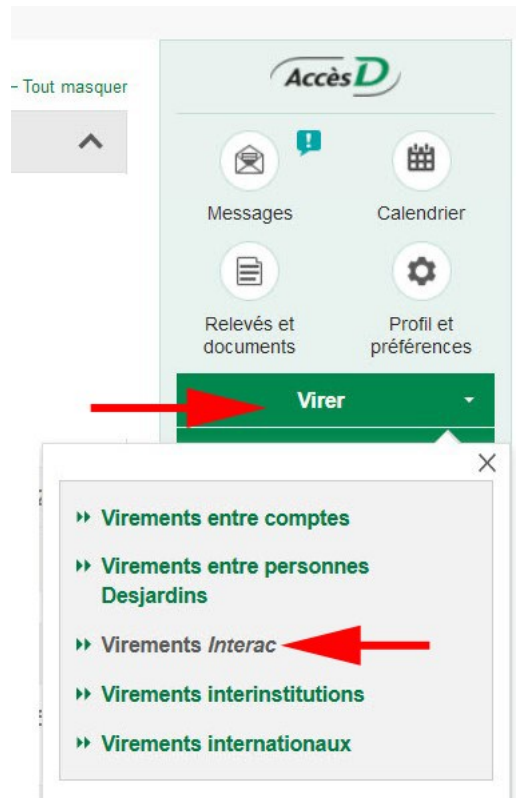 AccèsD
– Tout masquer
Messages
Calendrier
Relevés et
documents
Profil et
préférences
Virer
Virements entre comptes
Virements entre personnes
Desjardins
Virements Interac
Virements interinstitutions
Virements internationaux